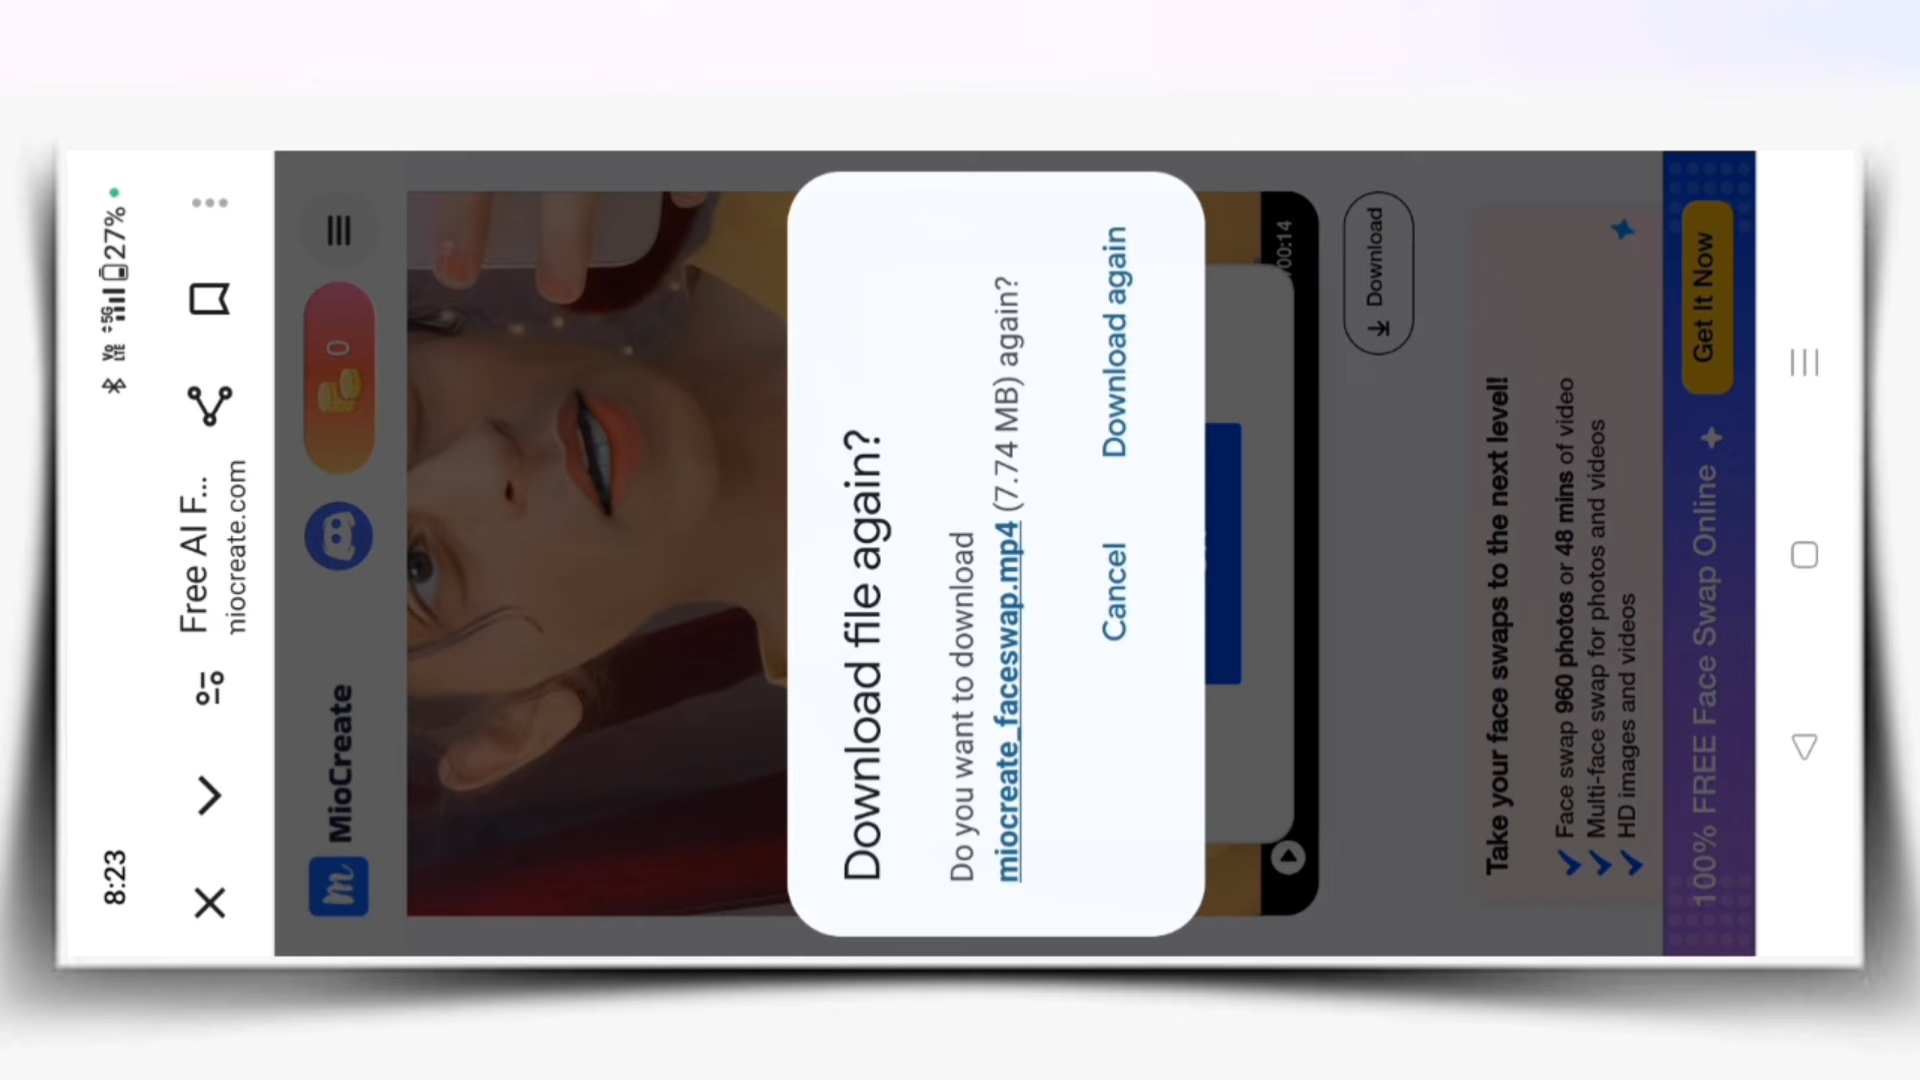 8:23
27%
5G
Vo
LTE
Free AI F...
miocreate.com
m MioCreate
0
Download file again?
Do you want to download
miocreate_faceswap.mp4 (7.74 MB) again?
Cancel
Download again
00:14
Download
Take your face swaps to the next level!
Face swap 960 photos or 48 mins of video
Multi-face swap for photos and videos
HD images and videos
100% FREE Face Swap Online
Get It Now